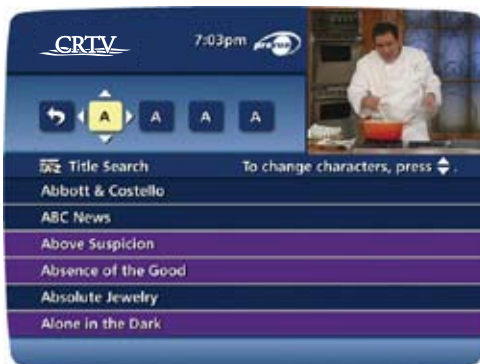 CRTV 7:03pm
A A A A
Title Search To change characters, press .
Abbott & Costello
ABC News
Above Suspicion
Absence of the Good
Absolute Jewelry
Alone in the Dark